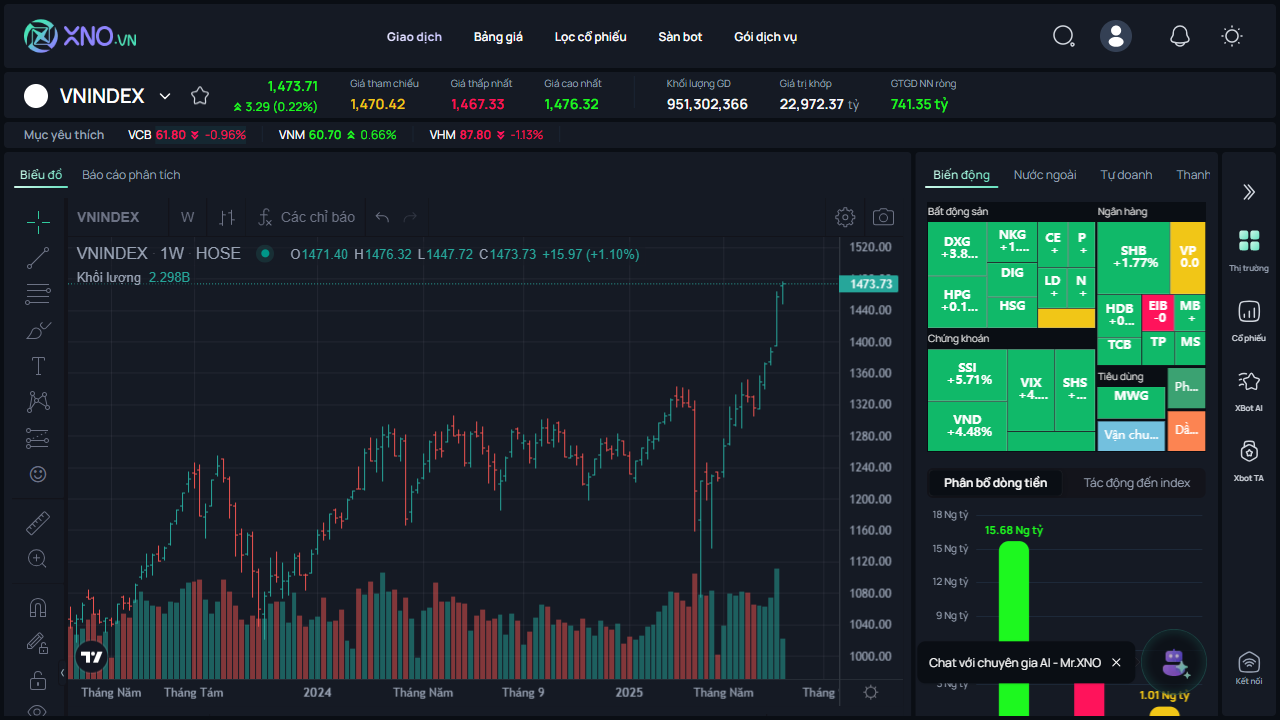 XNO.VN
Giao dịch
Bảng giá
Lọc cổ phiếu
Sàn bot
Gói dịch vụ
VNINDEX
1,473.71
3.29 (0.22%)
Giá tham chiếu
1,470.42
Giá thấp nhất
1,467.33
Giá cao nhất
1,476.32
Khối lượng GD
951,302,366
Giá trị khớp
22,972.37 tỷ
GTGD NN ròng
741.35 tỷ
Mục yêu thích
VCB 61.80 -0.96%
VNM 60.70 0.66%
VHM 87.80 -1.13%
Biểu đồ
Báo cáo phân tích
VNINDEX
W
Các chỉ báo
VNINDEX · 1W · HOSE
O1471.40 H1476.32 L1447.72 C1473.73 +15.97 (+1.10%)
Khối lượng 2.298B
1520.00
1473.73
1440.00
1400.00
1360.00
1320.00
1280.00
1240.00
1200.00
1160.00
1120.00
1080.00
1040.00
1000.00
Tháng Năm
Tháng Tám
2024
Tháng Năm
Tháng 9
2025
Tháng Năm
Tháng
Biến động
Nước ngoài
Tự doanh
Thanh
Bất động sản
DXG
+3.8...
NKG
+1....
CE
+
P
+
HPG
+0.1...
DIG
HSG
LD
+
N
+
Ngân hàng
SHB
+1.77%
VP
0.0
HDB
+0...
EIB
-0
MB
+
TCB
TP
MS
Chứng khoán
SSI
+5.71%
VND
+4.48%
VIX
+4....
SHS
+...
Tiêu dùng
MWG
Ph...
Vận chu...
Dầ...
Phân bổ dòng tiền
Tác động đến index
18 Ng tỷ
15.68 Ng tỷ
15 Ng tỷ
12 Ng tỷ
9 Ng tỷ
3 Ng tỷ
1.01 Ng tỷ
Chat với chuyên gia AI - Mr.XNO
Thị trường
Cổ phiếu
XBot AI
Xbot TA
Kết nối